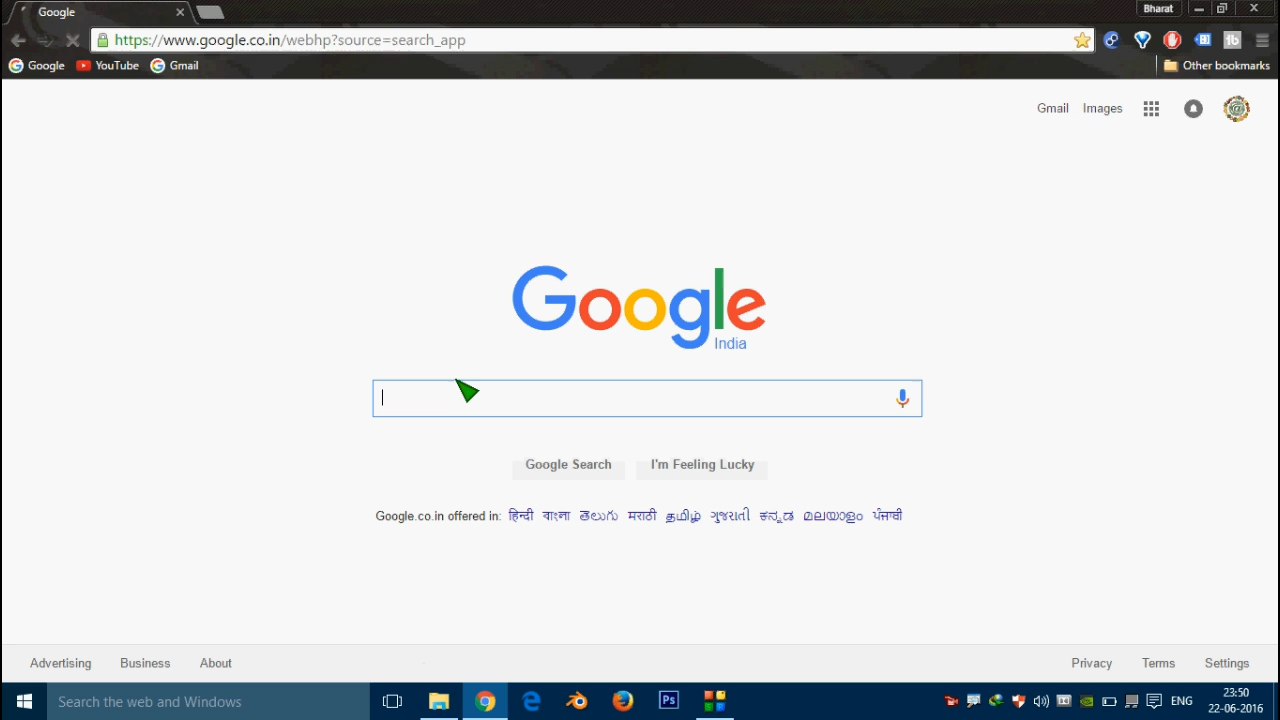 Google
Bharat
https://www.google.co.in/webhp?source=search_app
Google YouTube Gmail Other bookmarks
Gmail Images
Google
India
Google Search I'm Feeling Lucky
Google.co.in offered in: हिन्दी বাংলা తెలుగు मराठी தமிழ் ગુજરાતી ಕನ್ನಡ മലയാളം ਪੰਜਾਬੀ
Advertising Business About Privacy Terms Settings
Search the web and Windows Ps ENG 23:50
22-06-2016